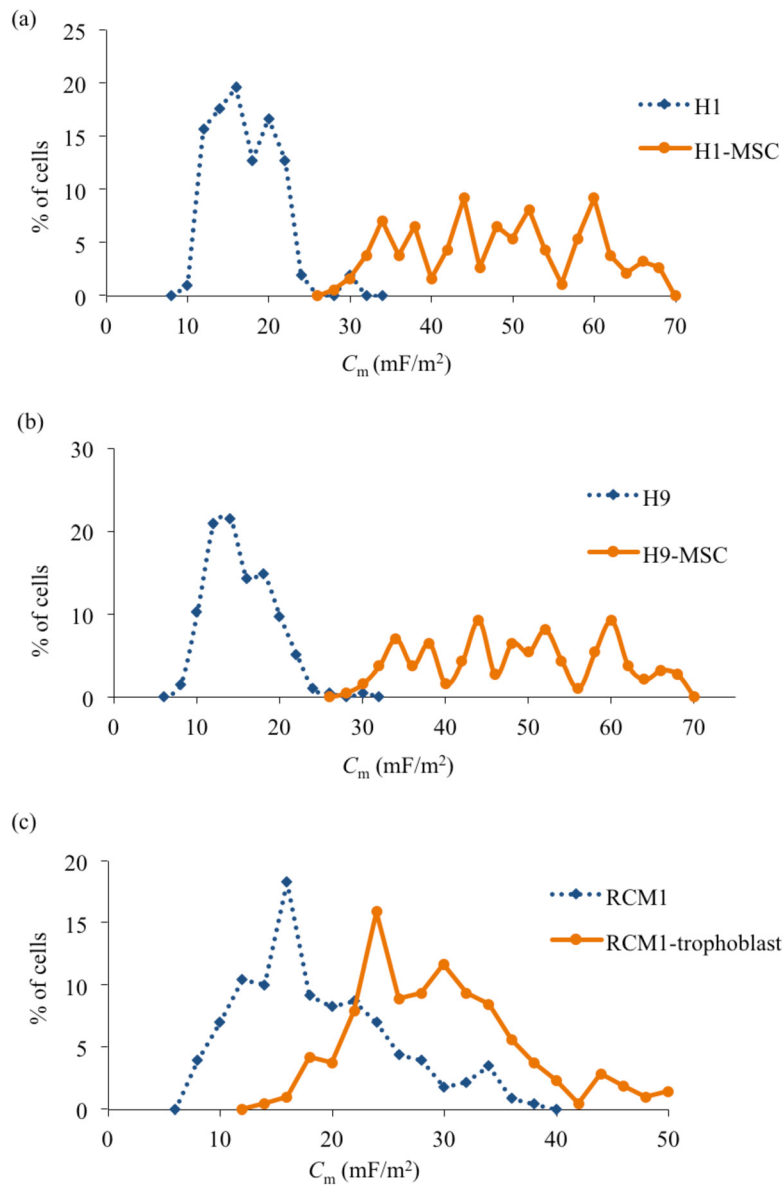 (a)
25
20
15
10
5
0
% of cells
H1
H1-MSC
0 10 20 30 40 50 60 70
Cm (mF/m²)
(b)
30
20
10
0
% of cells
H9
H9-MSC
0 10 20 30 40 50 60 70
Cm (mF/m²)
(c)
20
15
10
5
0
% of cells
RCM1
RCM1-trophoblast
0 10 20 30 40 50
Cm (mF/m²)